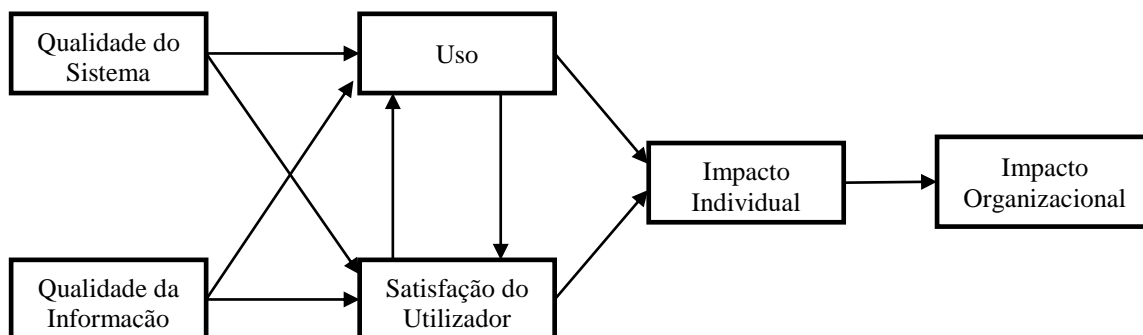 Qualidade do
Sistema
Uso
Impacto
Individual
Impacto
Organizacional
Qualidade da
Informação
Satisfação do
Utilizador